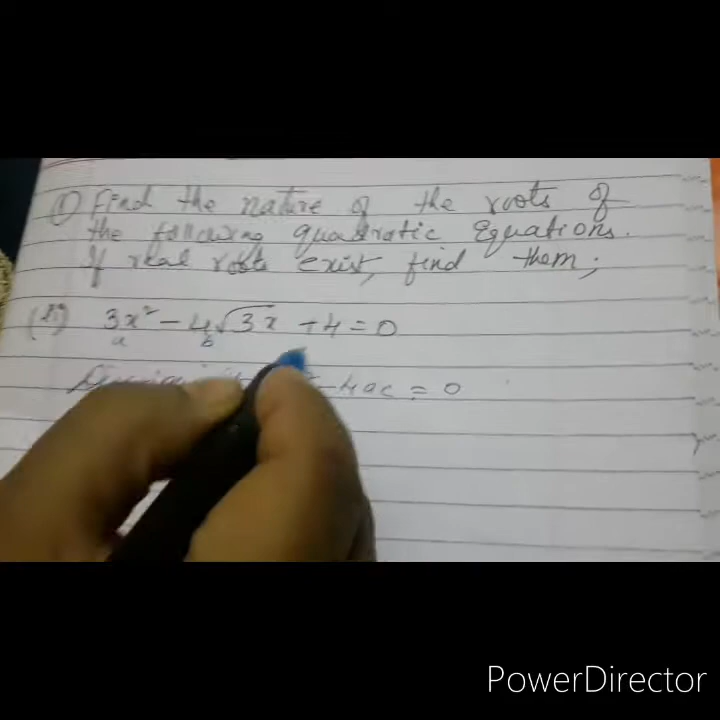 ① Find the nature of the roots of
the following quadratic Equations.
If real roots exist, find them;
(ii) 3x² - 4√3x + 4 = 0
a b
- 4ac = 0
PowerDirector